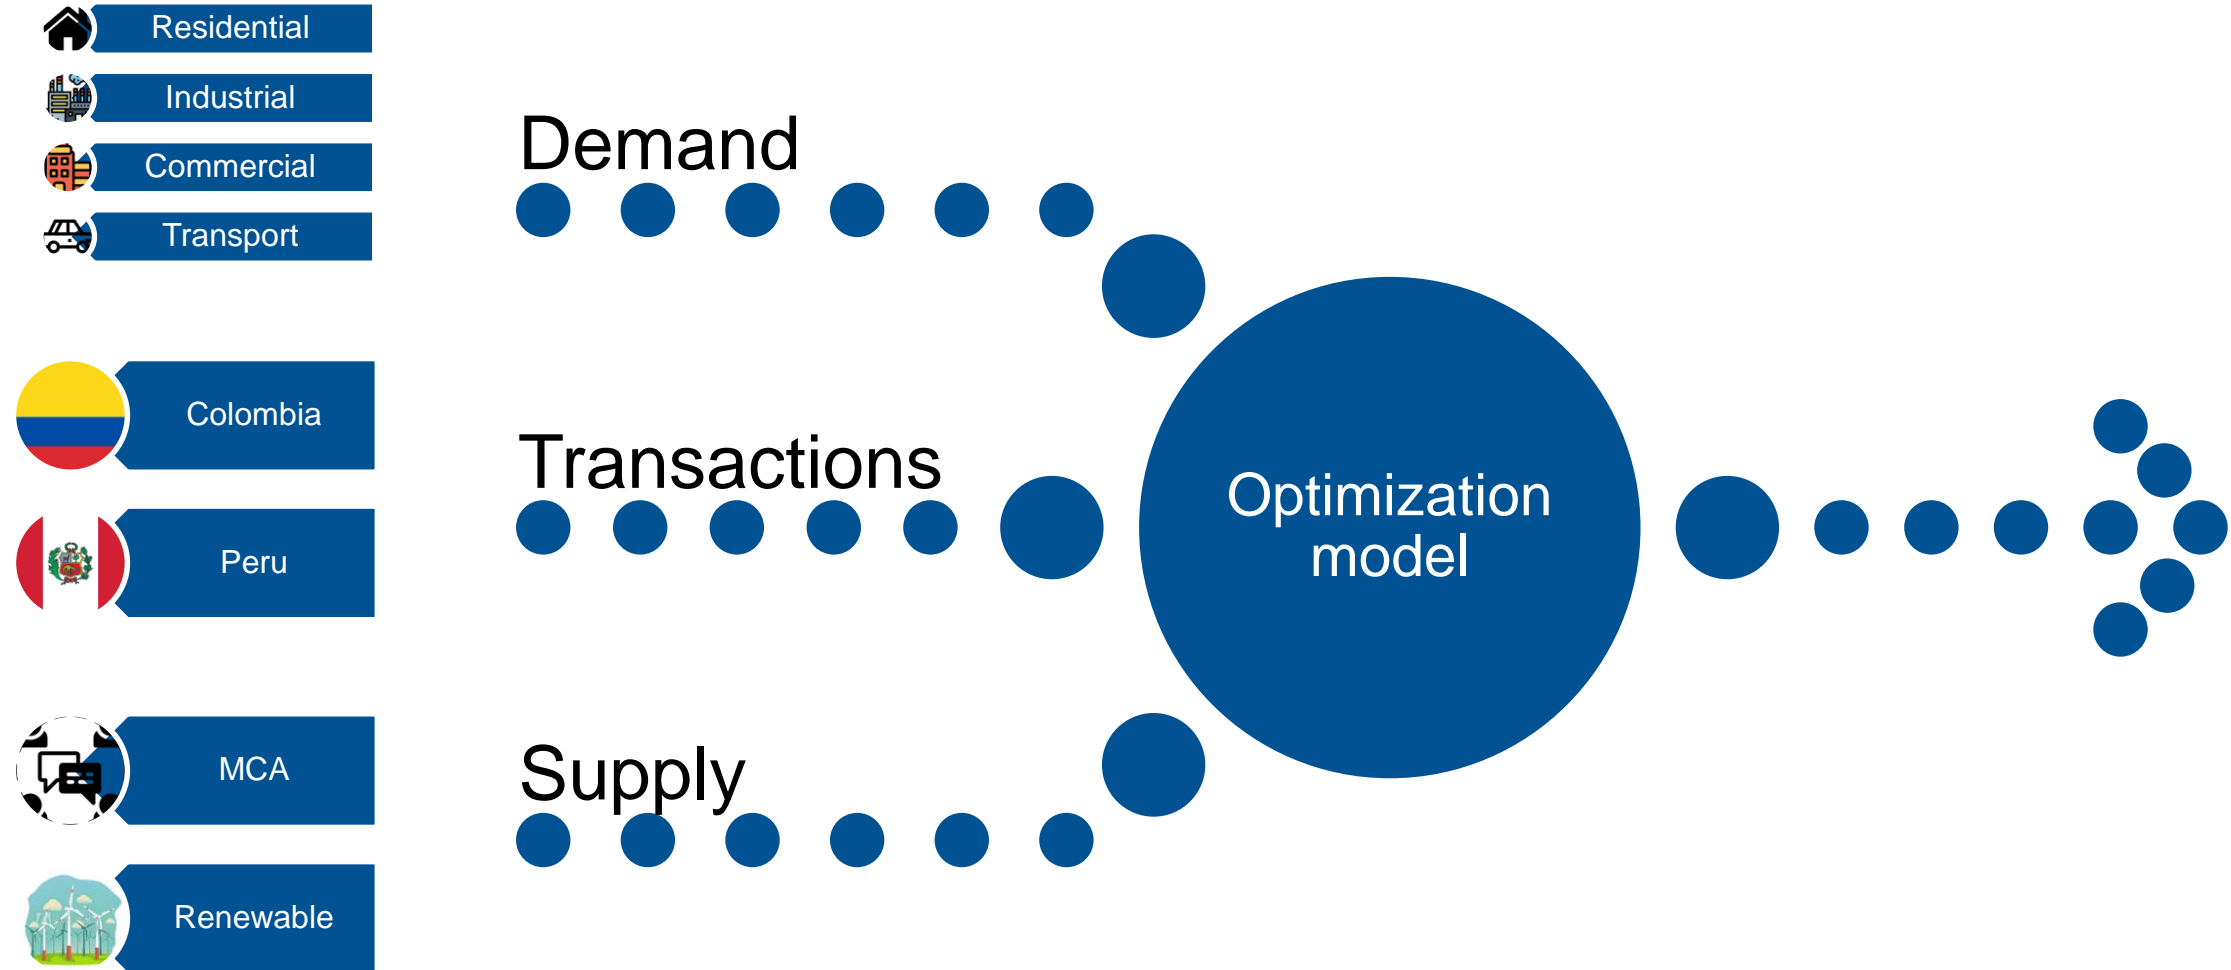 Residential
Industrial
Commercial
Transport
Demand
Colombia
Peru
Transactions
Optimization
model
MCA
Renewable
Supply